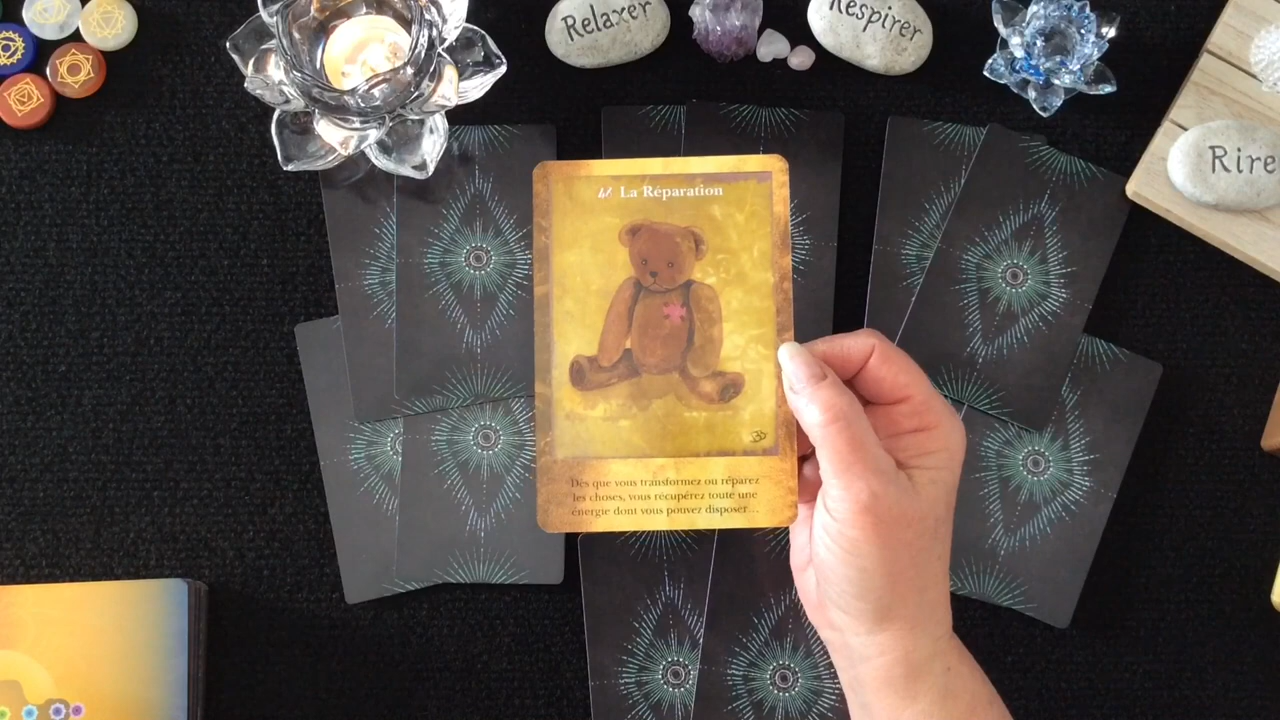 Relaxer
Respirer
Rire
La Réparation
Dès que vous transformez ou réparez
les choses, vous récupérez toute une
énergie dont vous pouvez disposer…